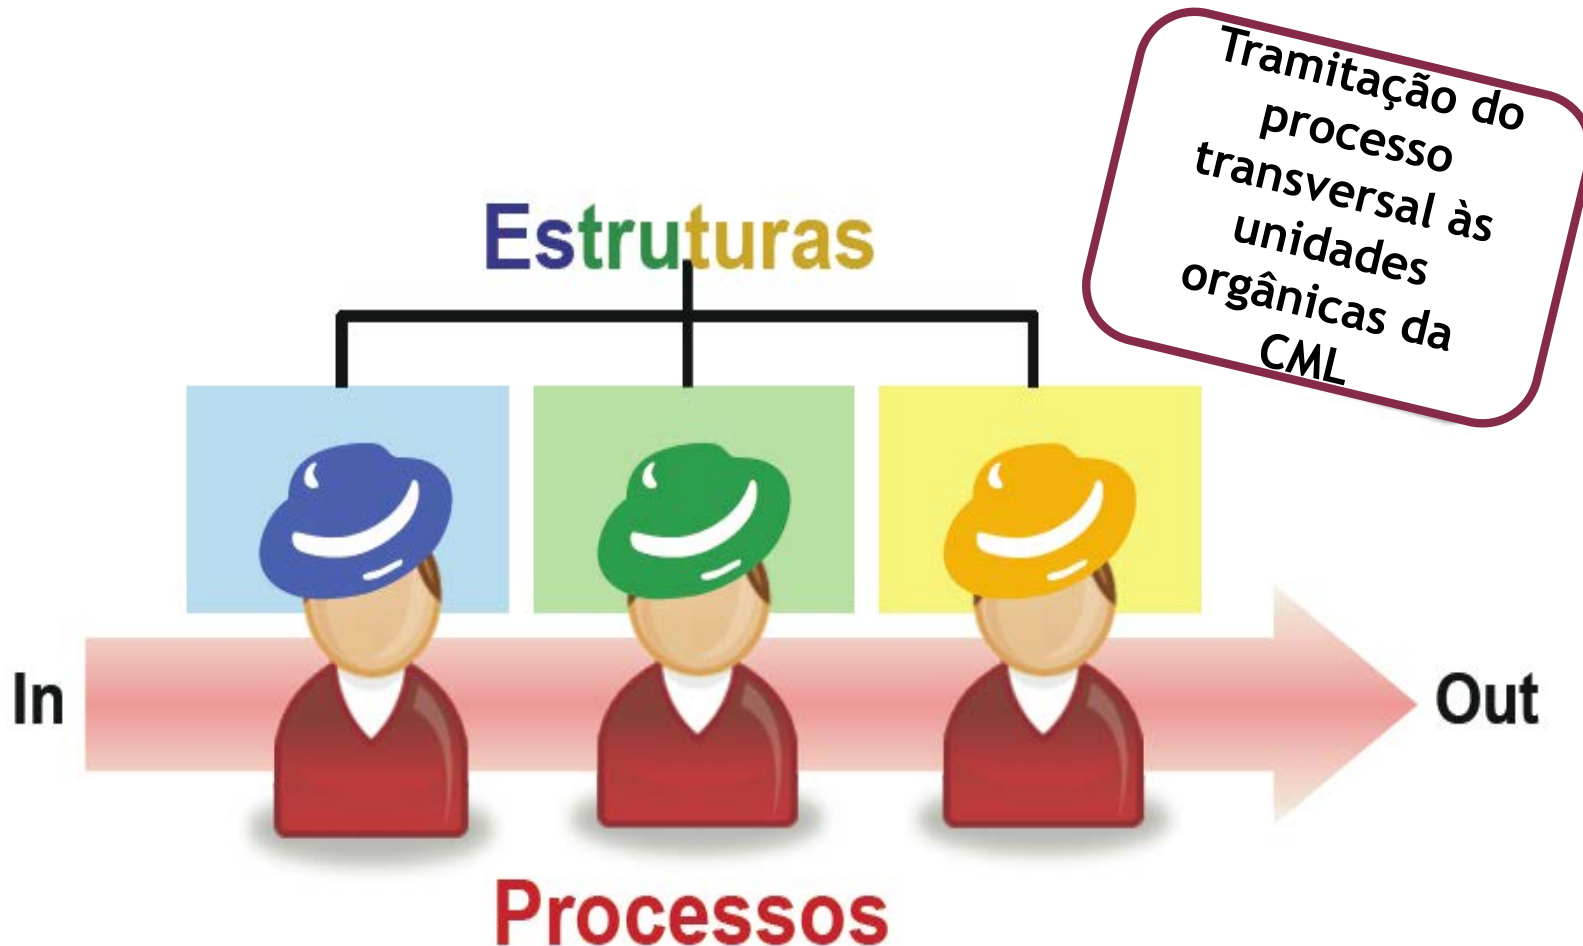 Tramitação do
processo
transversal às
unidades
orgânicas da
CML
Estruturas
In
Out
Processos